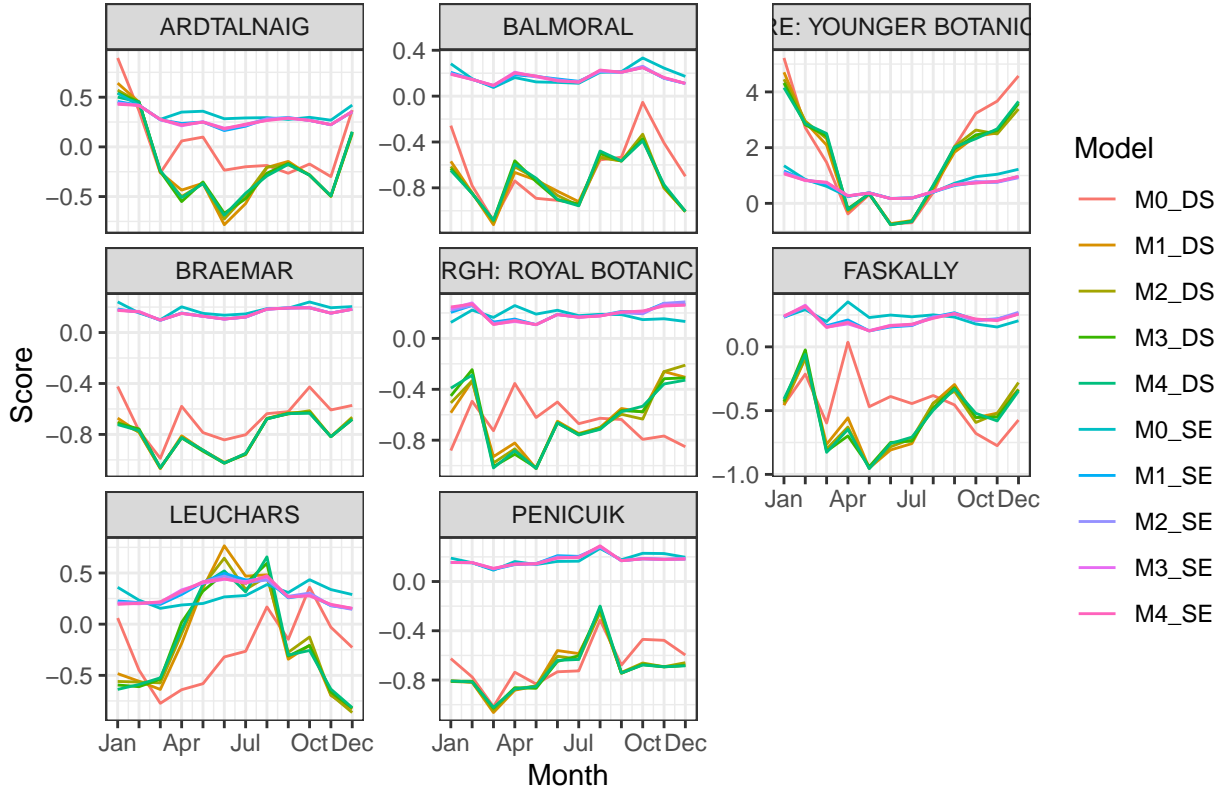 ARDTALNAIG
BALMORAL
RE: YOUNGER BOTANIC
0.5
0.0
−0.5
0.4
0.0
−0.4
−0.8
4
2
0
BRAEMAR
RGH: ROYAL BOTANIC
FASKALLY
0.0
−0.4
−0.8
0.0
−0.4
−0.8
0.0
−0.5
−1.0
Jan Apr Jul Oct Dec
LEUCHARS
PENICUIK
0.5
0.0
−0.5
0.0
−0.4
−0.8
Jan Apr Jul Oct Dec
Jan Apr Jul Oct Dec
Month
Score
Model
M0_DS
M1_DS
M2_DS
M3_DS
M4_DS
M0_SE
M1_SE
M2_SE
M3_SE
M4_SE